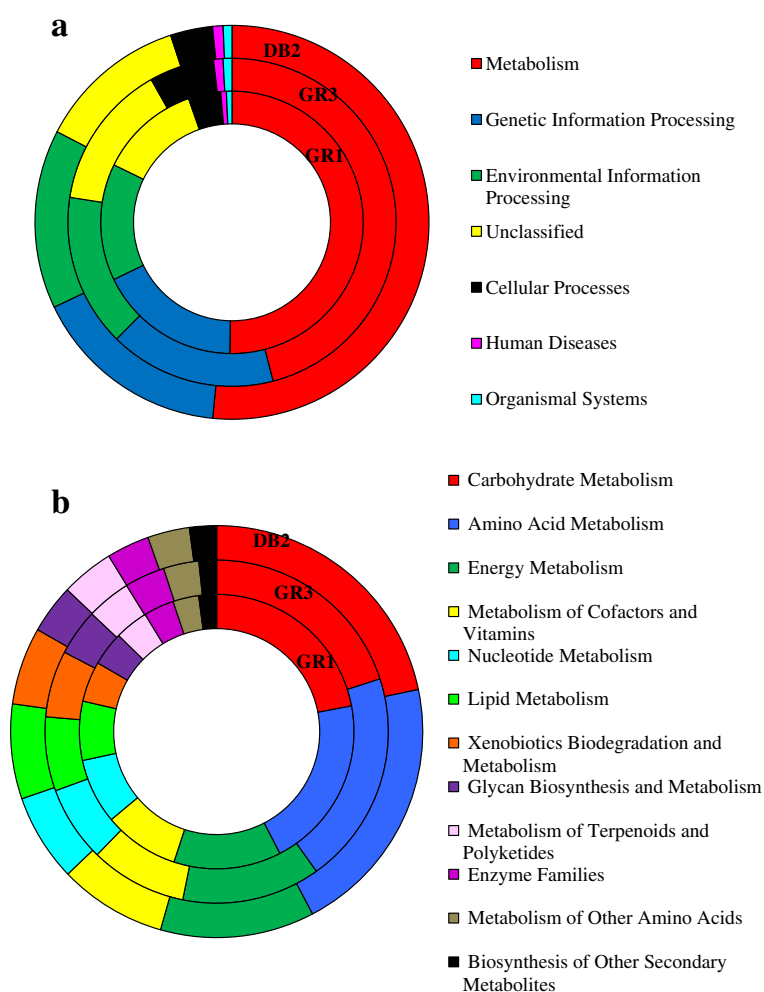 a
DB2
GR3
GR1
Metabolism
Genetic Information Processing
Environmental Information
Processing
Unclassified
Cellular Processes
Human Diseases
Organismal Systems
b
DB2
GR3
GR1
Carbohydrate Metabolism
Amino Acid Metabolism
Energy Metabolism
Metabolism of Cofactors and
Vitamins
Nucleotide Metabolism
Lipid Metabolism
Xenobiotics Biodegradation and
Metabolism
Glycan Biosynthesis and Metabolism
Metabolism of Terpenoids and
Polyketides
Enzyme Families
Metabolism of Other Amino Acids
Biosynthesis of Other Secondary
Metabolites